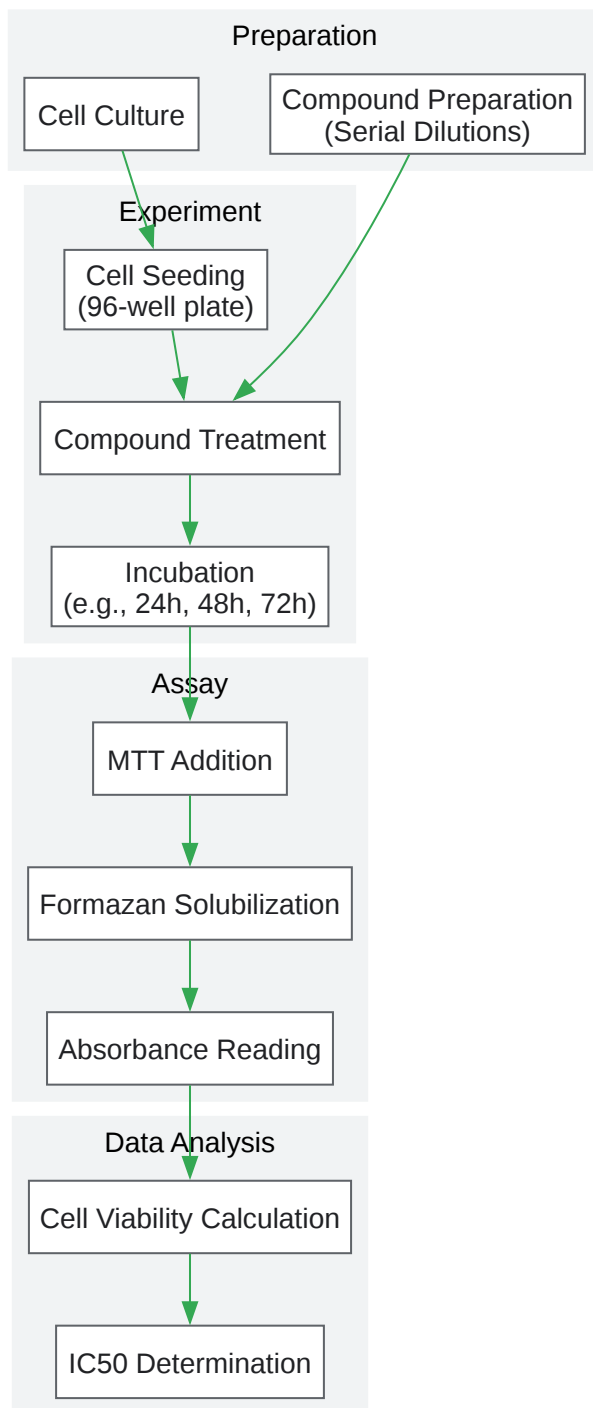 Preparation
Cell Culture
Compound Preparation
(Serial Dilutions)
Experiment
Cell Seeding
(96-well plate)
Compound Treatment
Incubation
(e.g., 24h, 48h, 72h)
Assay
MTT Addition
Formazan Solubilization
Absorbance Reading
Data Analysis
Cell Viability Calculation
IC50 Determination